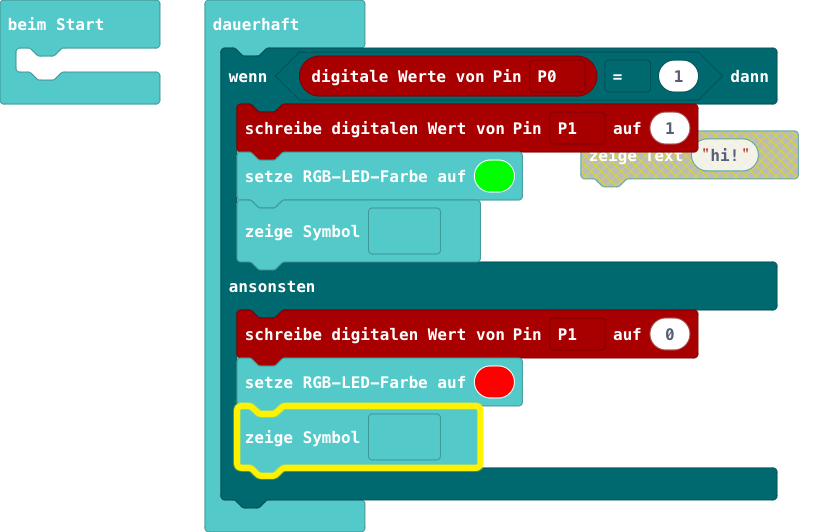 beim Start
dauerhaft
wenn digitale Werte von Pin P0 = 1 dann
schreibe digitalen Wert von Pin P1 auf 1
zeige Text "hi!"
setze RGB-LED-Farbe auf
zeige Symbol
ansonsten
schreibe digitalen Wert von Pin P1 auf 0
setze RGB-LED-Farbe auf
zeige Symbol